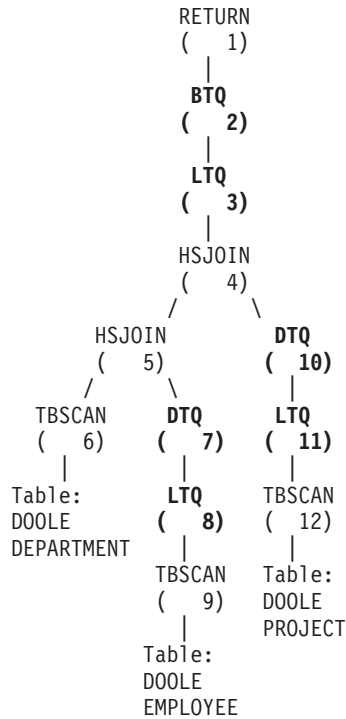 RETURN
( 1)
|
BTQ
( 2)
|
LTQ
( 3)
|
HSJOIN
( 4)
/ \
HSJOIN DTQ
( 5) ( 10)
/ \ |
TBSCAN DTQ LTQ
( 6) ( 7) ( 11)
| | |
Table: LTQ TBSCAN
DOOLE ( 8) ( 12)
DEPARTMENT | |
TBSCAN Table:
( 9) DOOLE
| PROJECT
Table:
DOOLE
EMPLOYEE